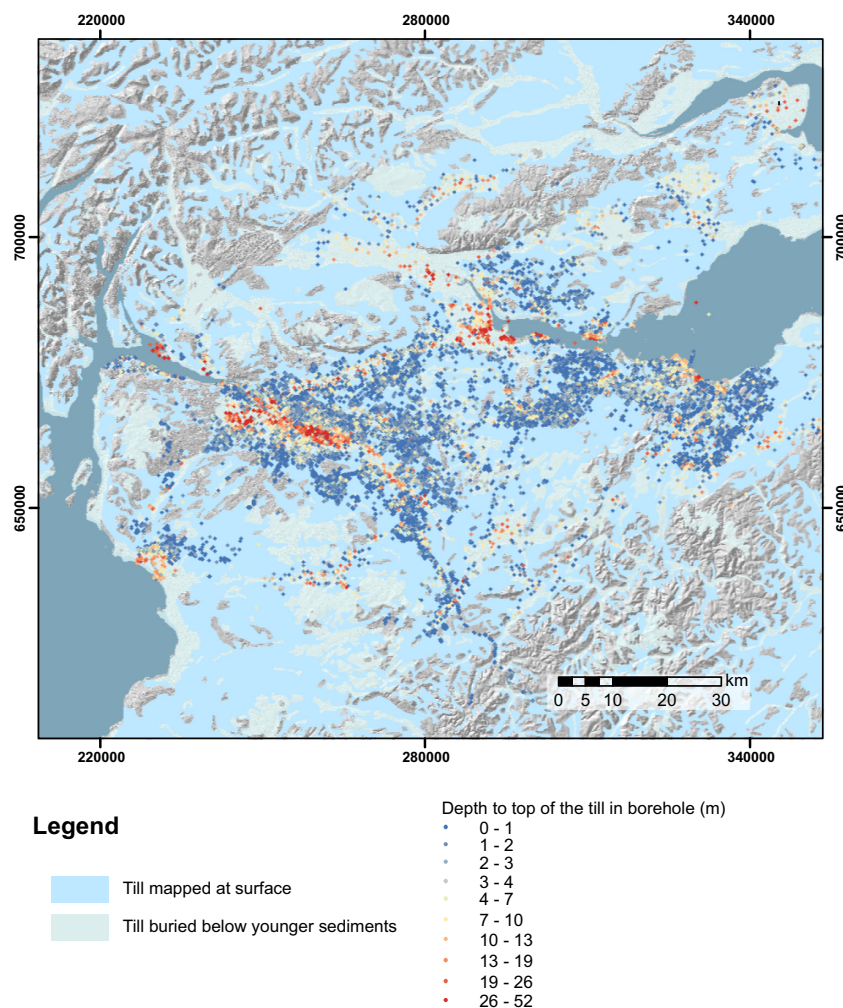 220000 280000 340000
700000 700000
650000 650000
km
0 5 10 20 30
220000 280000 340000
Legend
Till mapped at surface
Till buried below younger sediments
Depth to top of the till in borehole (m)
0 - 1
1 - 2
2 - 3
3 - 4
4 - 7
7 - 10
10 - 13
13 - 19
19 - 26
26 - 52